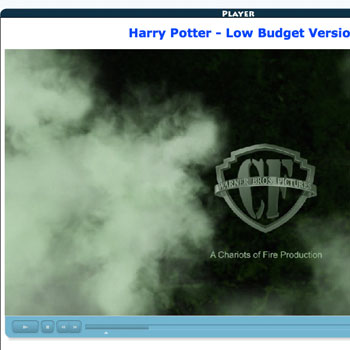 PLAYER
Harry Potter - Low Budget Versio
CF
WARNER BROS. PICTURES
A Chariots of Fire Production